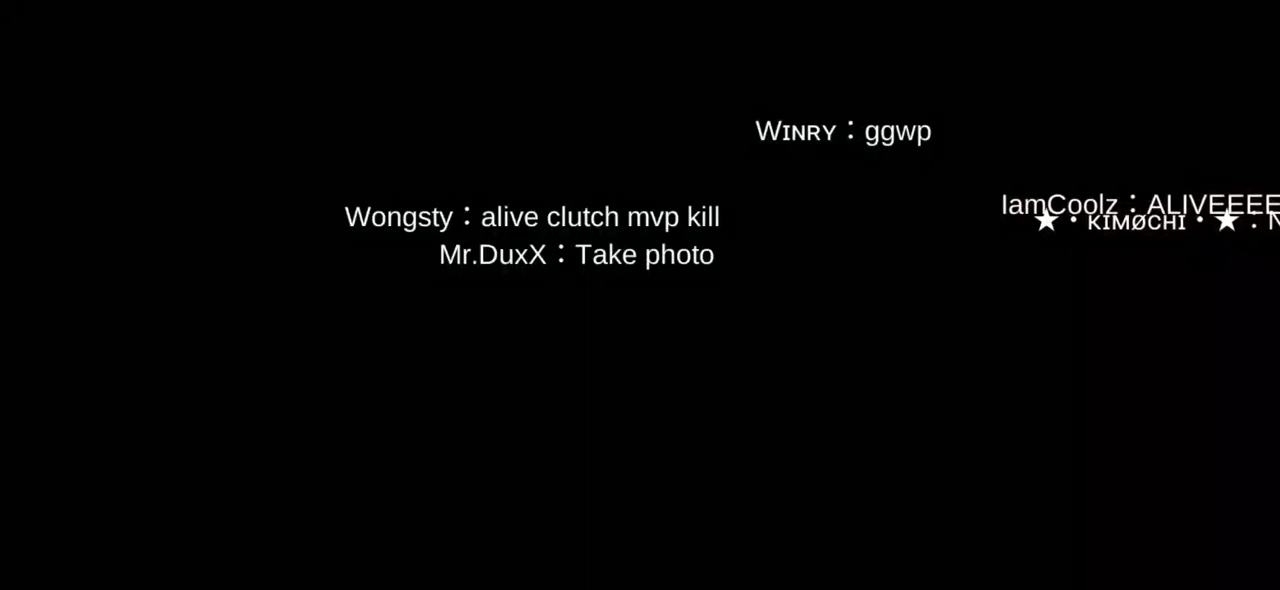 Wɪɴʀʏ：ggwp
IamCoolz：ALIVEEEE
Wongsty：alive clutch mvp kill
★・ᴋɪᴍøᴄʜɪ・★：N
Mr.DuxX：Take photo